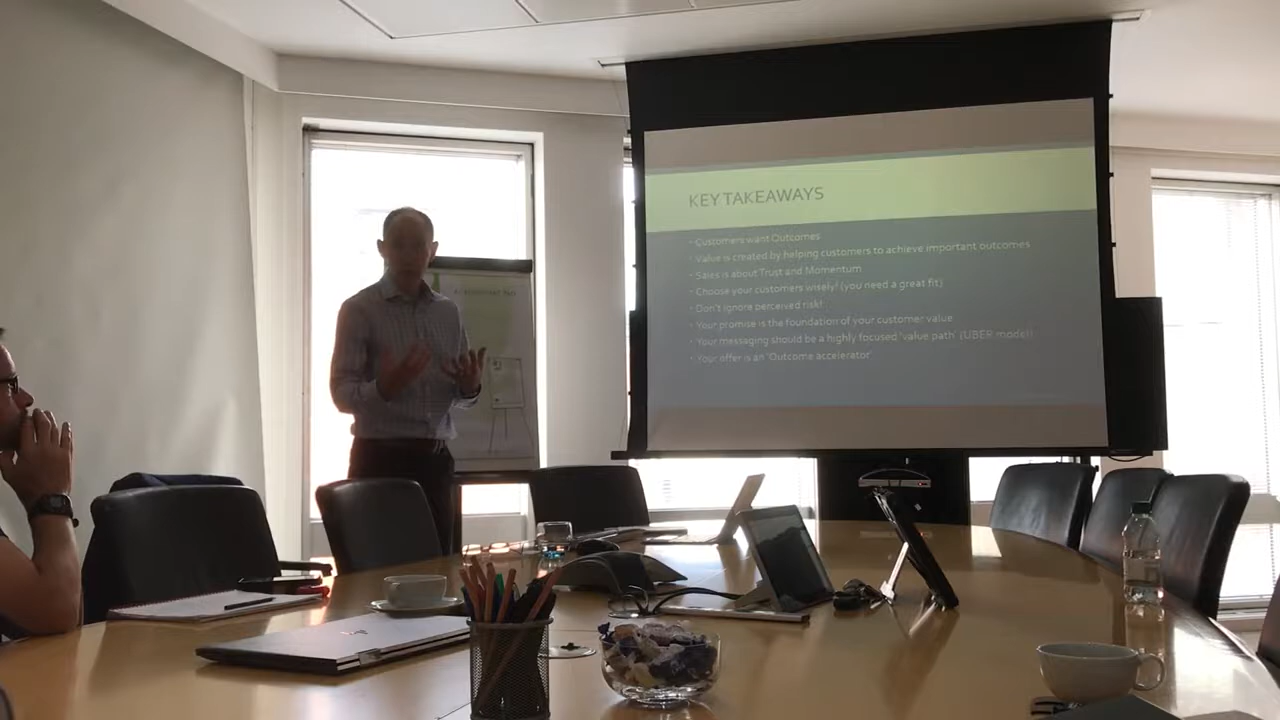 KEY TAKEAWAYS
- Customers want Outcomes
- Value is created by helping customers to achieve important outcomes
- Sales is about Trust and Momentum
- Choose your customers wisely! (you need a great fit)
- Don't ignore perceived risk!
- Your promise is the foundation of your customer value
- Your messaging should be a highly focused 'value path' (UBER model)
- Your offer is an 'Outcome accelerator'